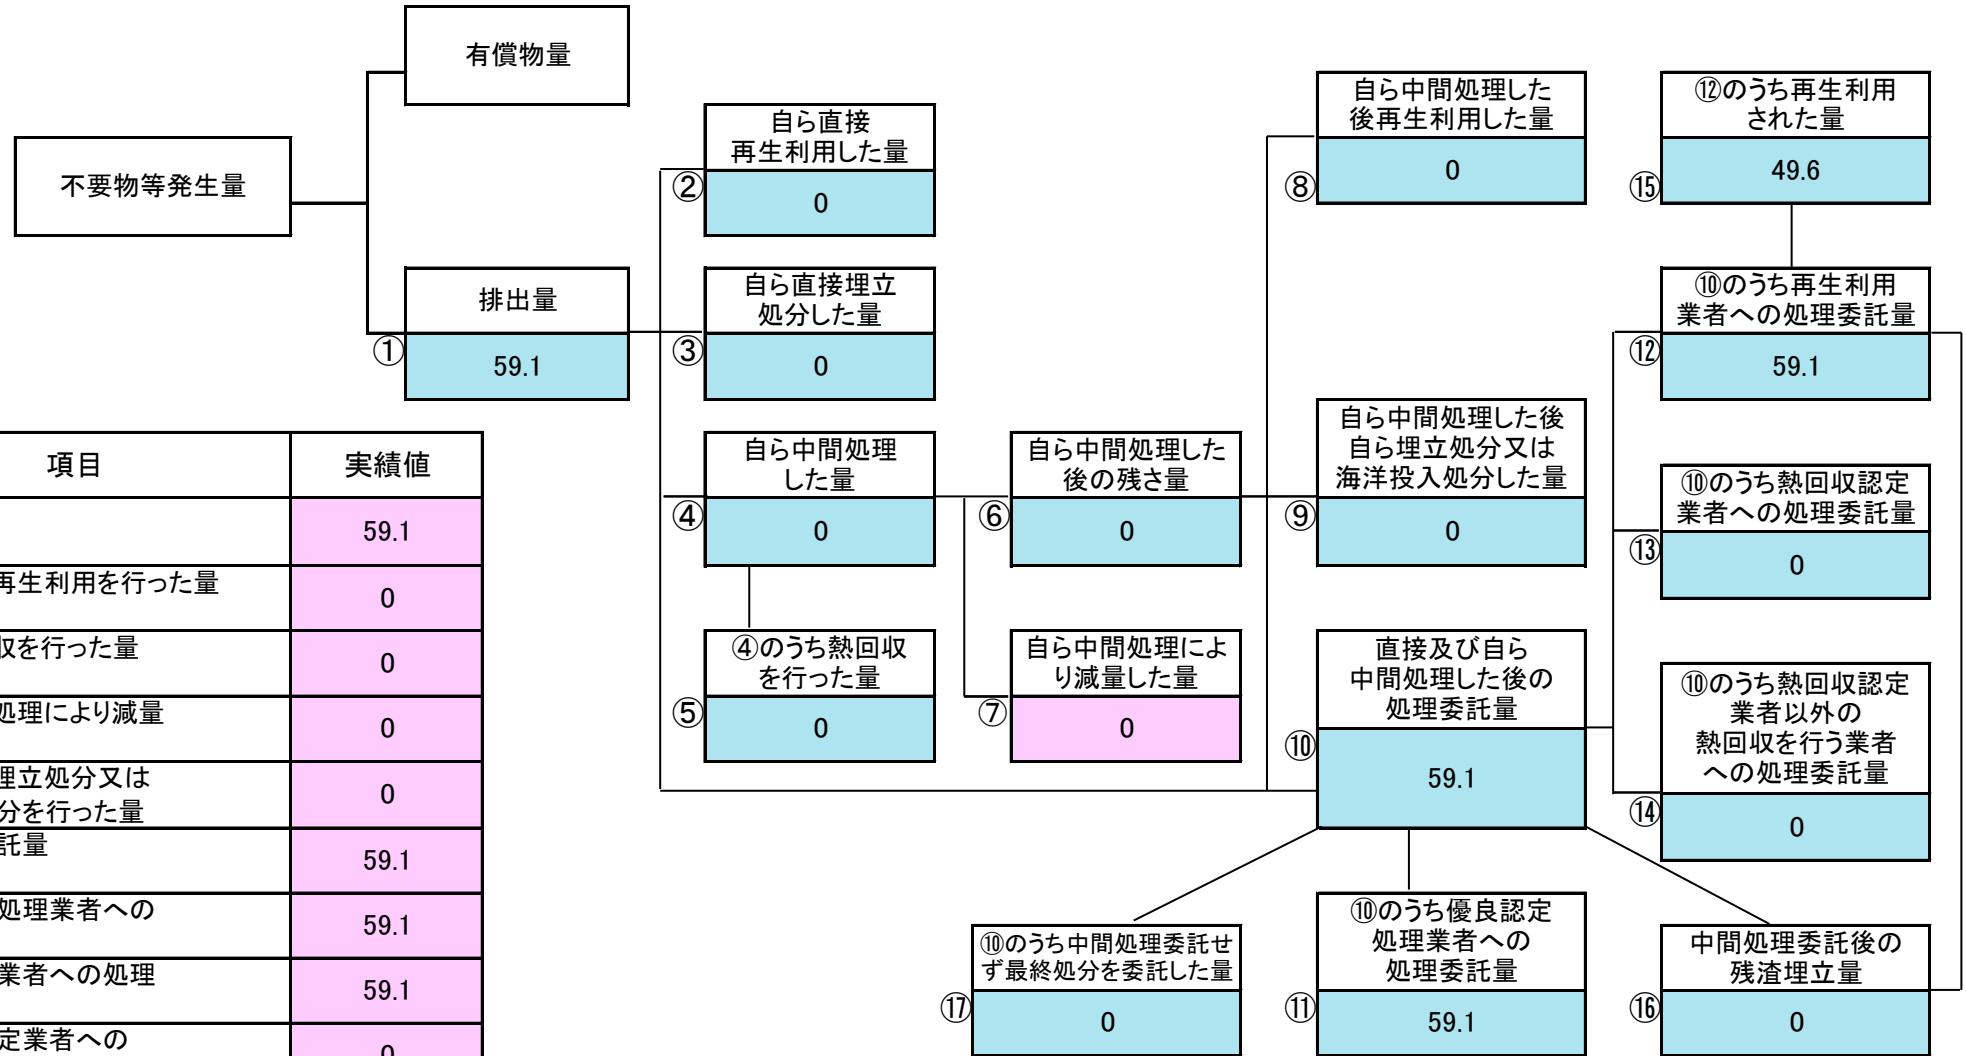 有償物量
不要物等発生量
排出量
①
59.1
自ら直接
再生利用した量
②
0
自ら直接埋立
処分した量
③
0
自ら中間処理
した量
④
0
④のうち熱回収
を行った量
⑤
0
自ら中間処理した
後の残さ量
⑥
0
自ら中間処理によ
り減量した量
⑦
0
自ら中間処理した
後再生利用した量
⑧
0
自ら中間処理した後
自ら埋立処分又は
海洋投入処分した量
⑨
0
直接及び自ら
中間処理した後の
処理委託量
⑩
59.1
⑫のうち再生利用
された量
⑮
49.6
⑩のうち再生利用
業者への処理委託量
⑫
59.1
⑩のうち熱回収認定
業者への処理委託量
⑬
0
⑩のうち熱回収認定
業者以外の
熱回収を行う業者
への処理委託量
⑭
0
⑩のうち中間処理委託せ
ず最終処分を委託した量
⑰
0
⑩のうち優良認定
処理業者への
処理委託量
⑪
59.1
中間処理委託後の
残渣埋立量
⑯
0
項目
実績値
59.1
再生利用を行った量
0
収を行った量
0
処理により減量
0
埋立処分又は
分を行った量
0
託量
59.1
処理業者への
59.1
業者への処理
59.1
定業者への
0